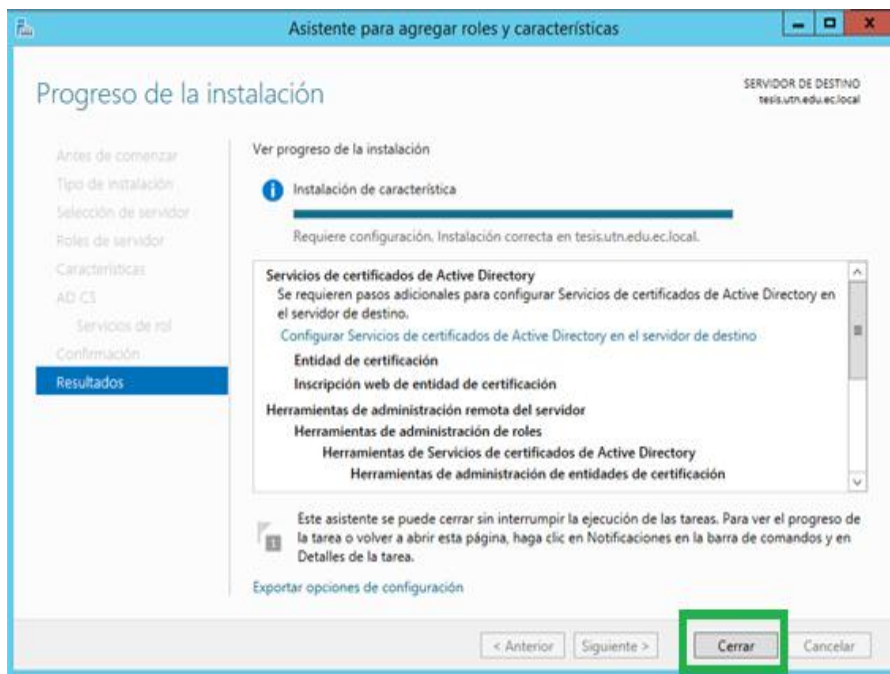 Asistente para agregar roles y características
Progreso de la instalación
SERVIDOR DE DESTINO
tesis.utn.edu.ec.local
Antes de comenzar
Tipo de instalación
Selección de servidor
Roles de servidor
Características
AD CS
Servicios de rol
Confirmación
Resultados
Ver progreso de la instalación
Instalación de característica
Requiere configuración. Instalación correcta en tesis.utn.edu.ec.local.
Servicios de certificados de Active Directory
Se requieren pasos adicionales para configurar Servicios de certificados de Active Directory en
el servidor de destino.
Configurar Servicios de certificados de Active Directory en el servidor de destino
Entidad de certificación
Inscripción web de entidad de certificación
Herramientas de administración remota del servidor
Herramientas de administración de roles
Herramientas de Servicios de certificados de Active Directory
Herramientas de administración de entidades de certificación
1
Este asistente se puede cerrar sin interrumpir la ejecución de las tareas. Para ver el progreso de
la tarea o volver a abrir esta página, haga clic en Notificaciones en la barra de comandos y en
Detalles de la tarea.
Exportar opciones de configuración
< Anterior
Siguiente >
Cerrar
Cancelar